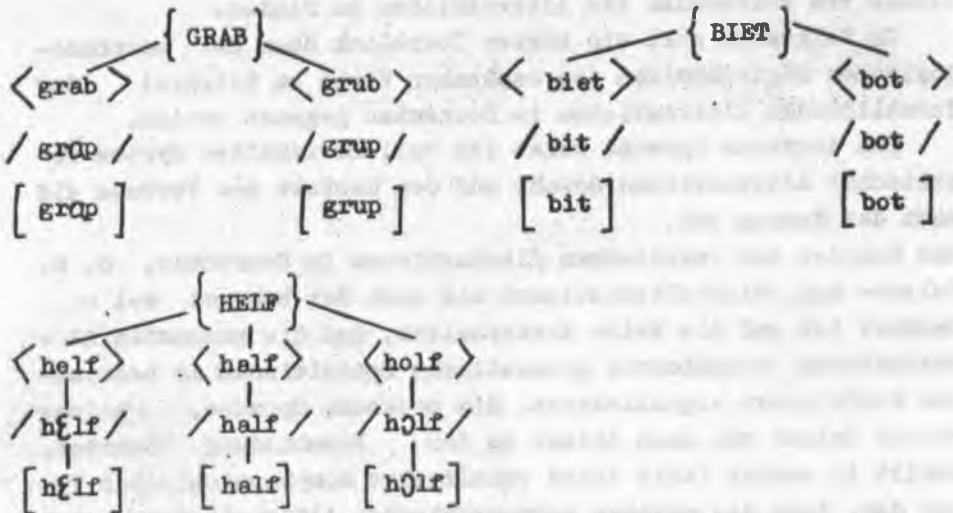 { GRAB } { BIET }
< grab > < grub > < biet > < bot >
/ grɑp / / grup / / bit / / bot /
[ grɑp ] [ grup ] [ bit ] [ bot ]
{ HELF }
< helf > < half > < holf >
/ hɛlf / / half / / hɔlf /
[ hɛlf ] [ half ] [ hɔlf ]